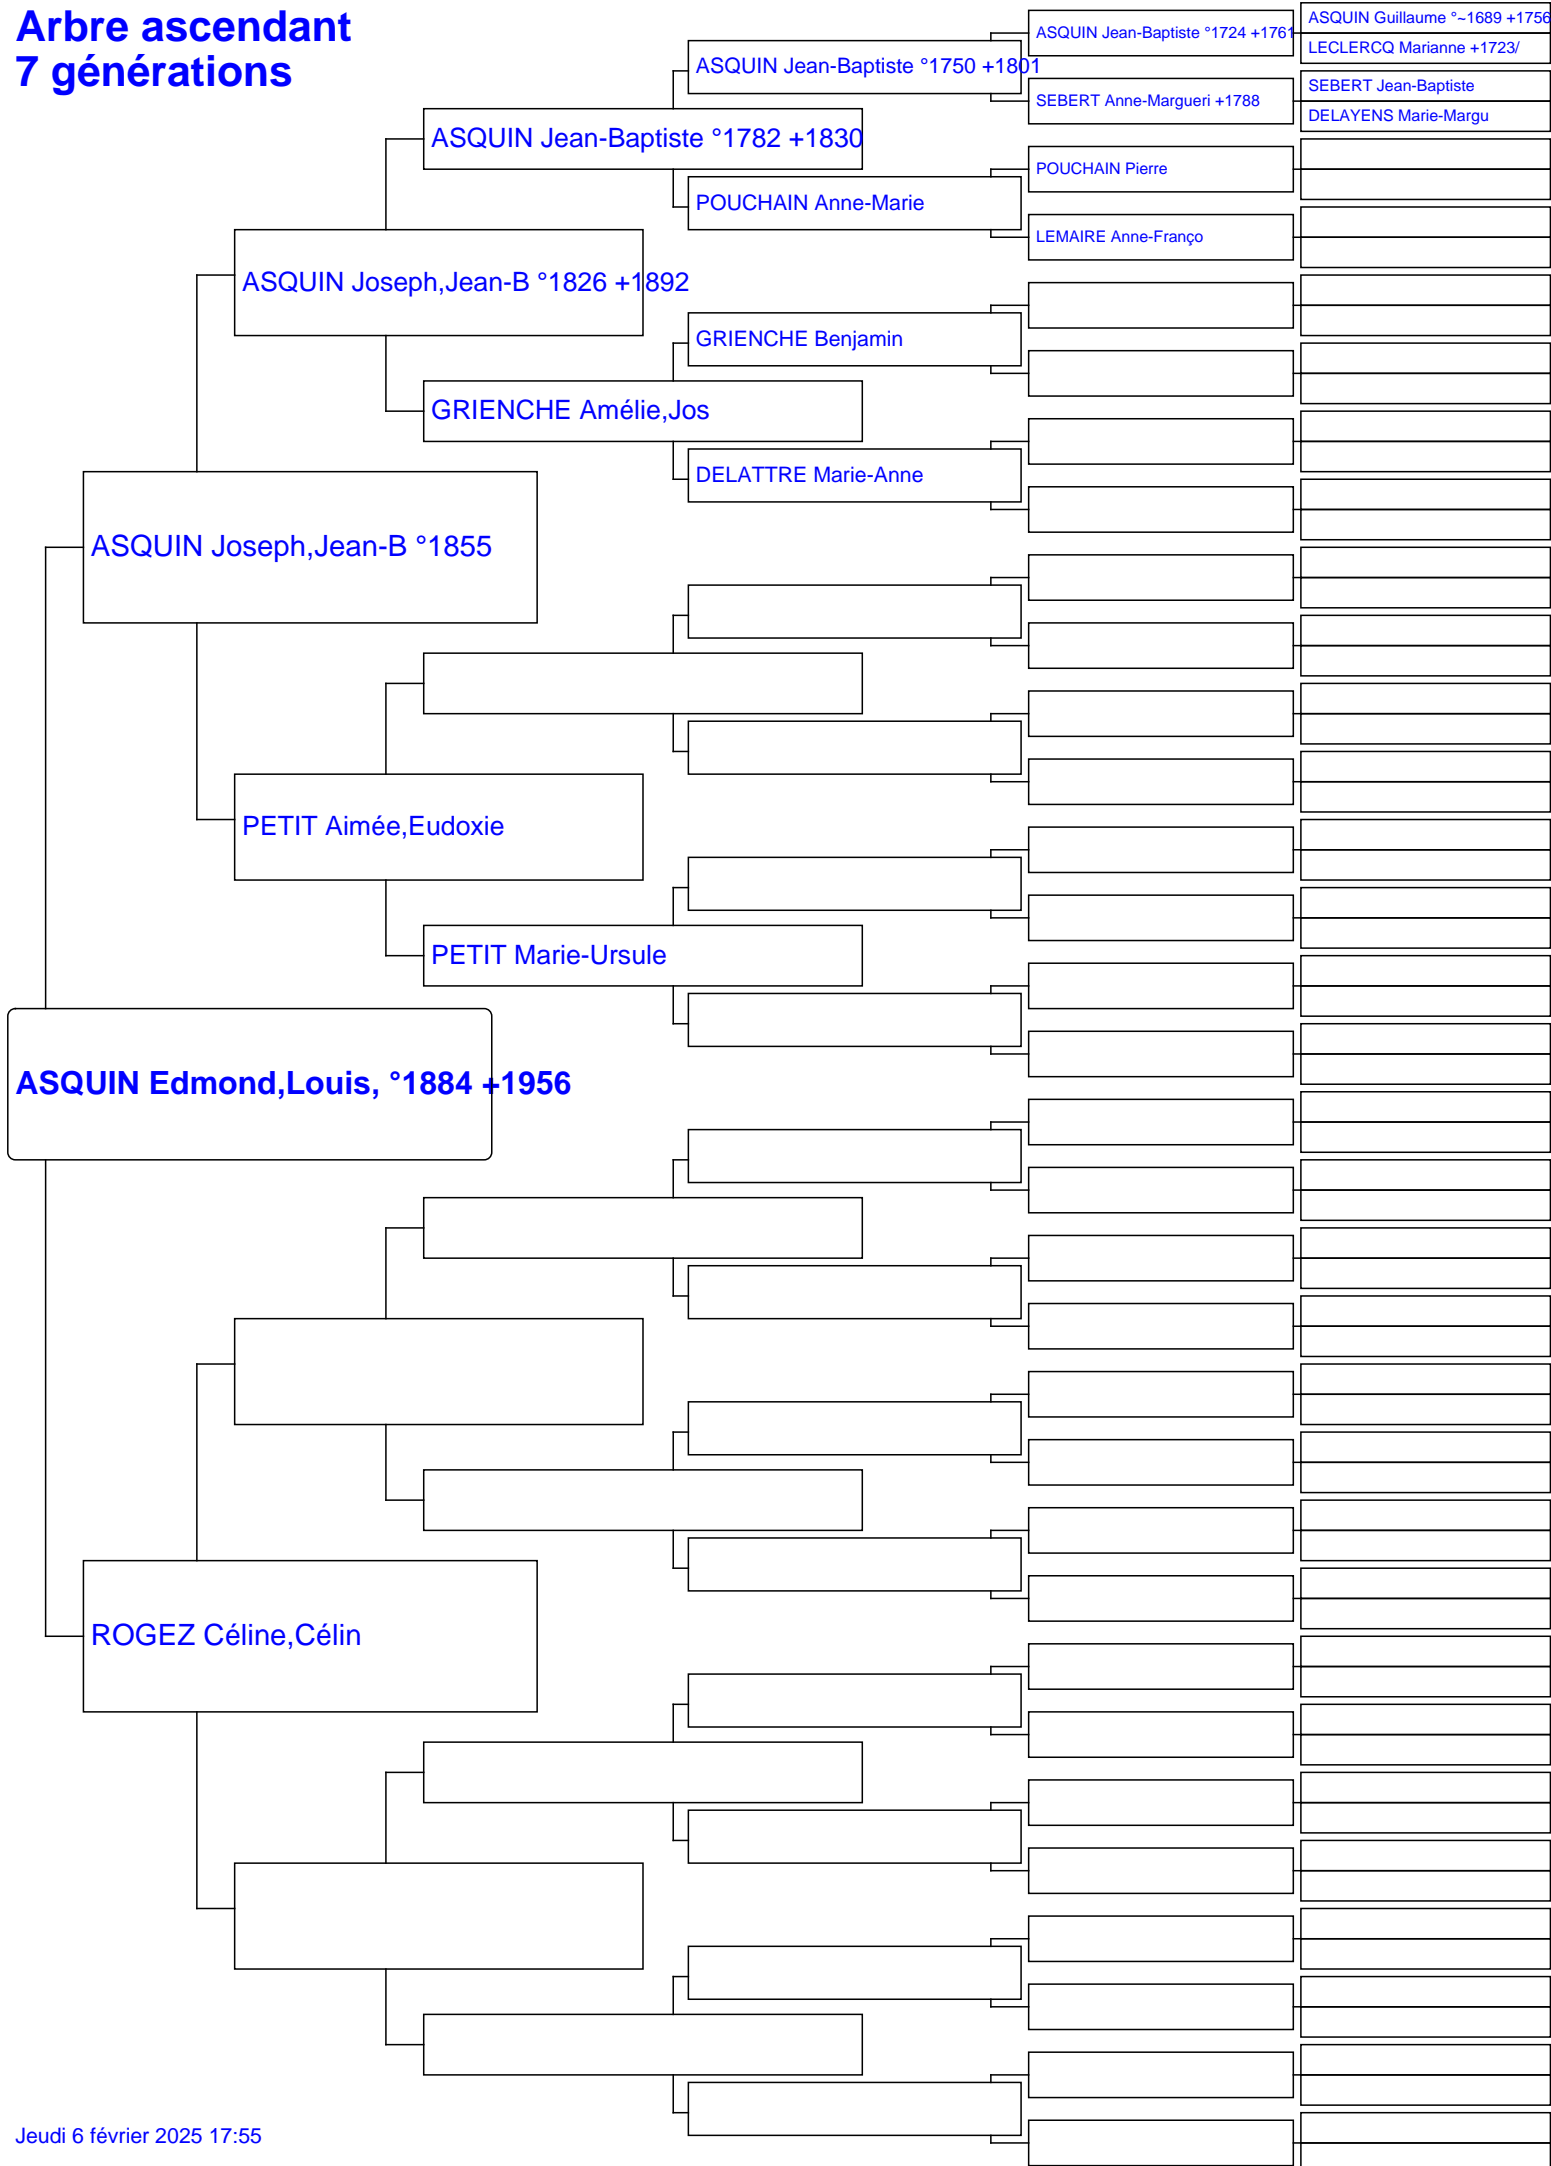 Arbre ascendant
7 générations
ASQUIN Guillaume °~1689 +1756
ASQUIN Jean-Baptiste °1724 +1761
LECLERCQ Marianne +1723/
ASQUIN Jean-Baptiste °1750 +1801
SEBERT Jean-Baptiste
SEBERT Anne-Margueri +1788
DELAYENS Marie-Margu
ASQUIN Jean-Baptiste °1782 +1830
POUCHAIN Pierre
POUCHAIN Anne-Marie
LEMAIRE Anne-Franço
ASQUIN Joseph,Jean-B °1826 +1892
GRIENCHE Benjamin
GRIENCHE Amélie,Jos
DELATTRE Marie-Anne
ASQUIN Joseph,Jean-B °1855
PETIT Aimée,Eudoxie
PETIT Marie-Ursule
ASQUIN Edmond,Louis, °1884 +1956
ROGEZ Céline,Célin
Jeudi 6 février 2025 17:55